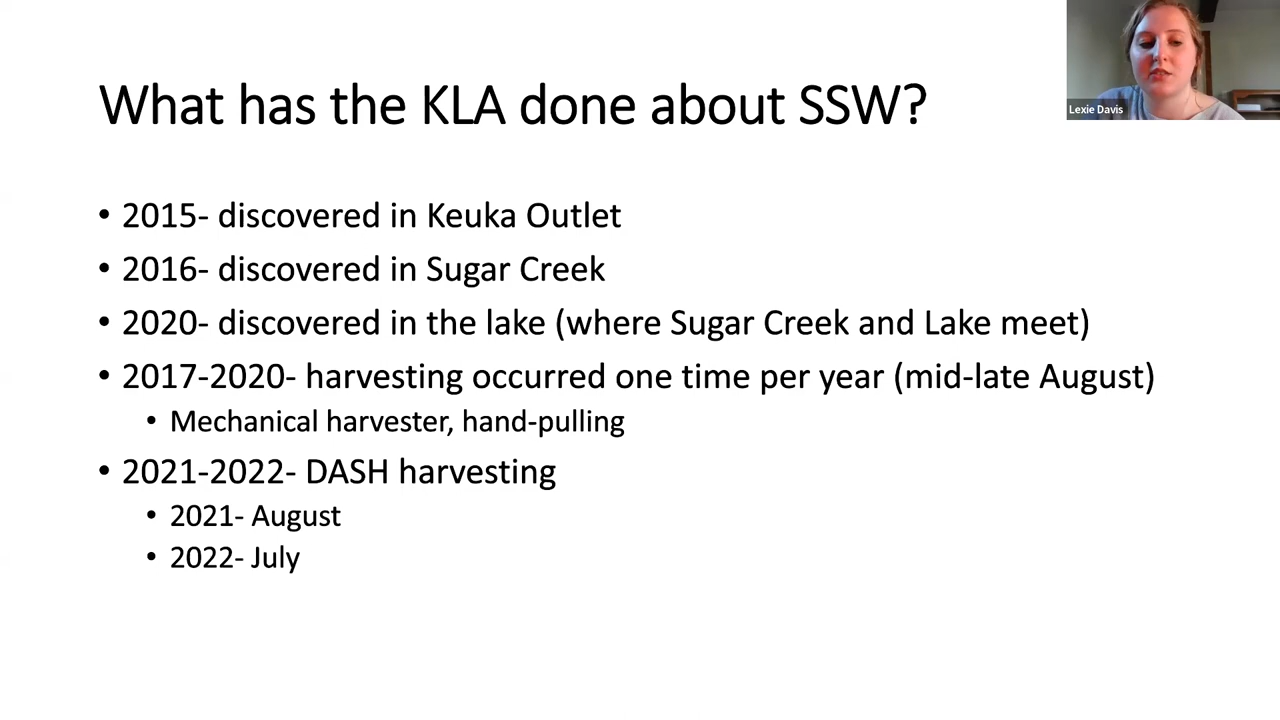 What has the KLA done about SSW?
Lexie Davis
• 2015- discovered in Keuka Outlet
• 2016- discovered in Sugar Creek
• 2020- discovered in the lake (where Sugar Creek and Lake meet)
• 2017-2020- harvesting occurred one time per year (mid-late August)
• Mechanical harvester, hand-pulling
• 2021-2022- DASH harvesting
• 2021- August
• 2022- July